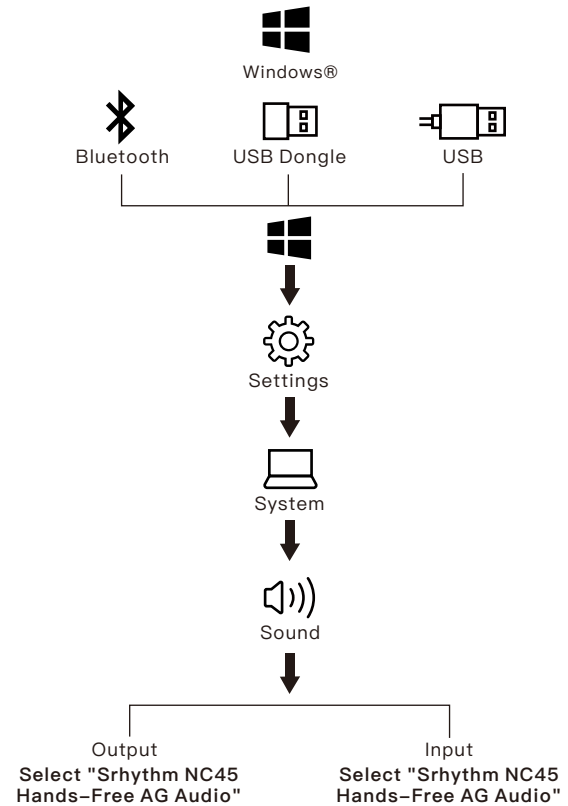 Windows®
Bluetooth
USB Dongle
USB
Settings
System
Sound
Output
Select "Srhythm NC45
Hands–Free AG Audio"
Input
Select "Srhythm NC45
Hands–Free AG Audio"